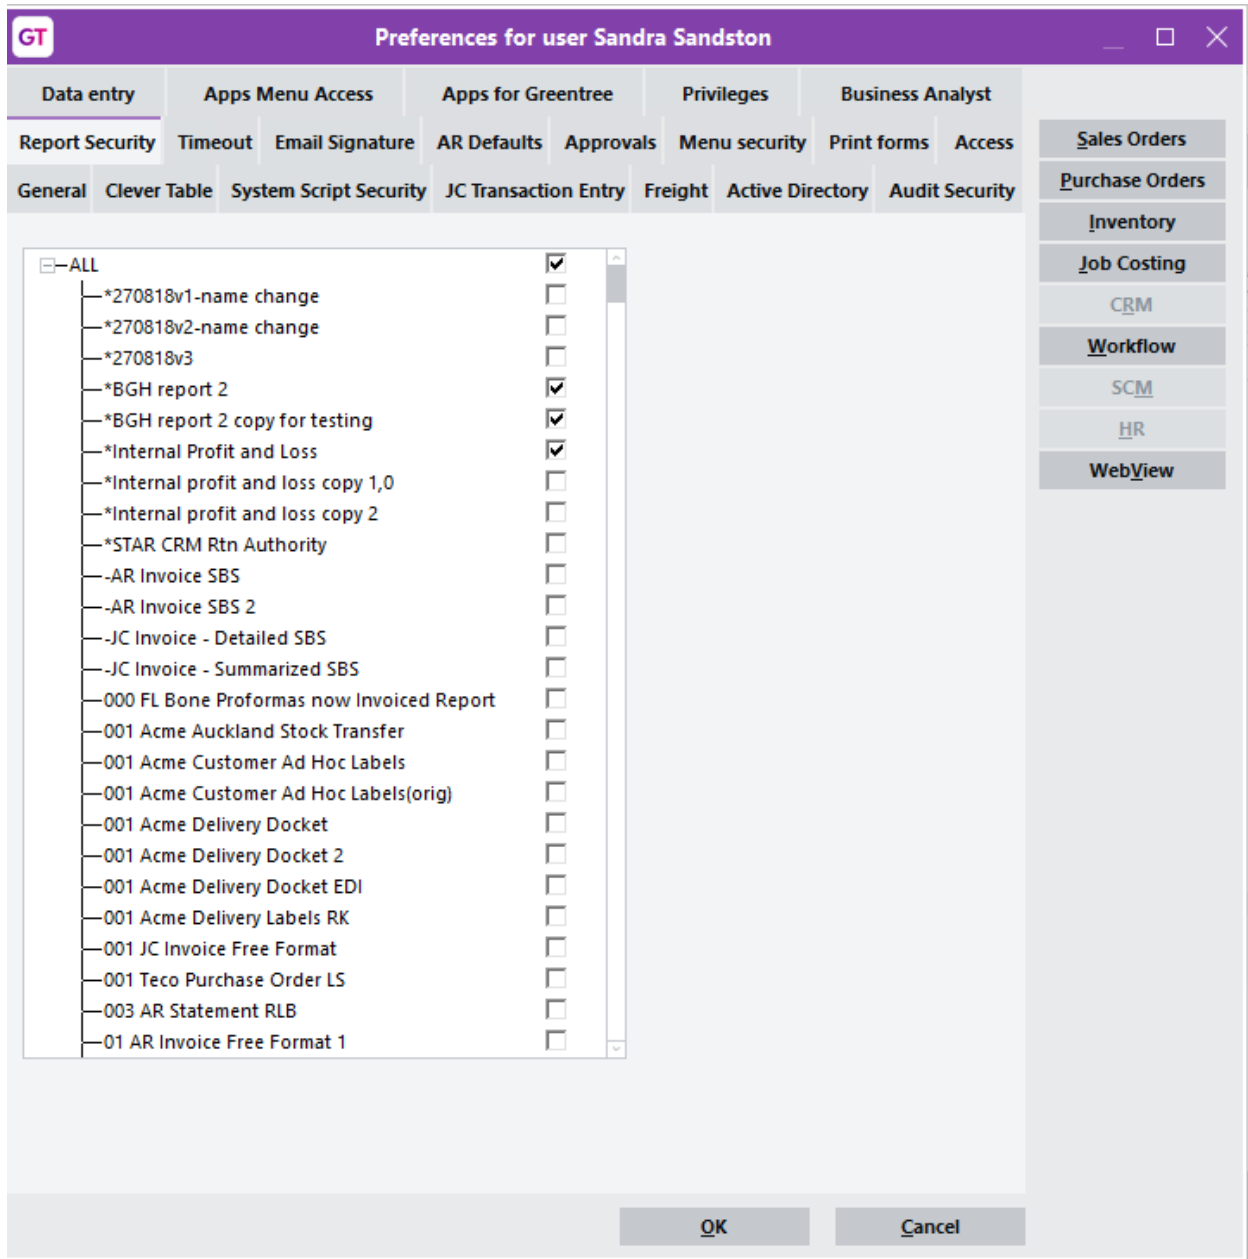 GT Preferences for user Sandra Sandston
Data entry Apps Menu Access Apps for Greentree Privileges Business Analyst
Report Security Timeout Email Signature AR Defaults Approvals Menu security Print forms Access
General Clever Table System Script Security JC Transaction Entry Freight Active Directory Audit Security
ALL
*270818v1-name change
*270818v2-name change
*270818v3
*BGH report 2
*BGH report 2 copy for testing
*Internal Profit and Loss
*Internal profit and loss copy 1,0
*Internal profit and loss copy 2
*STAR CRM Rtn Authority
-AR Invoice SBS
-AR Invoice SBS 2
-JC Invoice - Detailed SBS
-JC Invoice - Summarized SBS
000 FL Bone Proformas now Invoiced Report
001 Acme Auckland Stock Transfer
001 Acme Customer Ad Hoc Labels
001 Acme Customer Ad Hoc Labels(orig)
001 Acme Delivery Docket
001 Acme Delivery Docket 2
001 Acme Delivery Docket EDI
001 Acme Delivery Labels RK
001 JC Invoice Free Format
001 Teco Purchase Order LS
003 AR Statement RLB
01 AR Invoice Free Format 1
Sales Orders
Purchase Orders
Inventory
Job Costing
CRM
Workflow
SCM
HR
WebView
OK Cancel